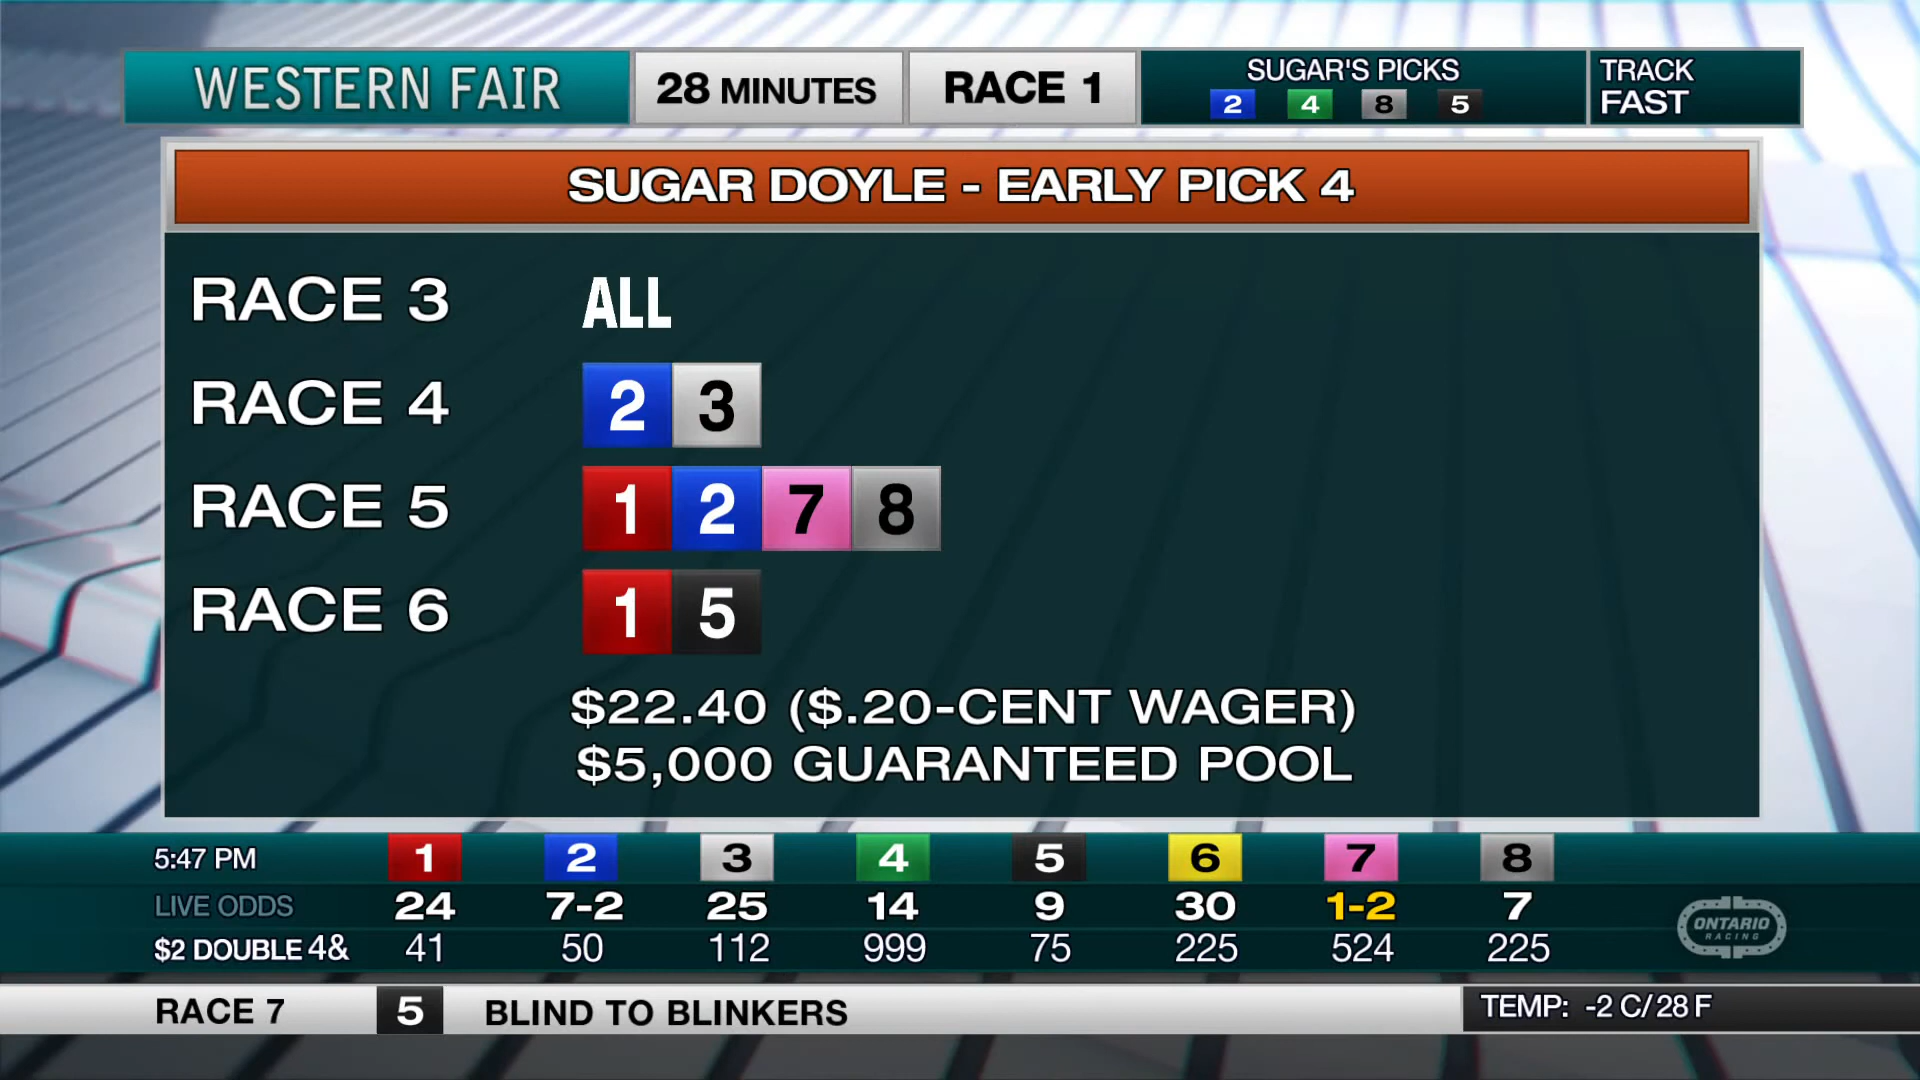 WESTERN FAIR
28 MINUTES
RACE 1
SUGAR'S PICKS
2 4 8 5
TRACK
FAST
SUGAR DOYLE - EARLY PICK 4
RACE 3 ALL
RACE 4 2 3
RACE 5 1 2 7 8
RACE 6 1 5
$22.40 ($.20-CENT WAGER)
$5,000 GUARANTEED POOL
5:47 PM 1 2 3 4 5 6 7 8
LIVE ODDS 24 7-2 25 14 9 30 1-2 7
$2 DOUBLE 4& 41 50 112 999 75 225 524 225
ONTARIO
RACING
RACE 7 5 BLIND TO BLINKERS
TEMP: -2 C/28 F